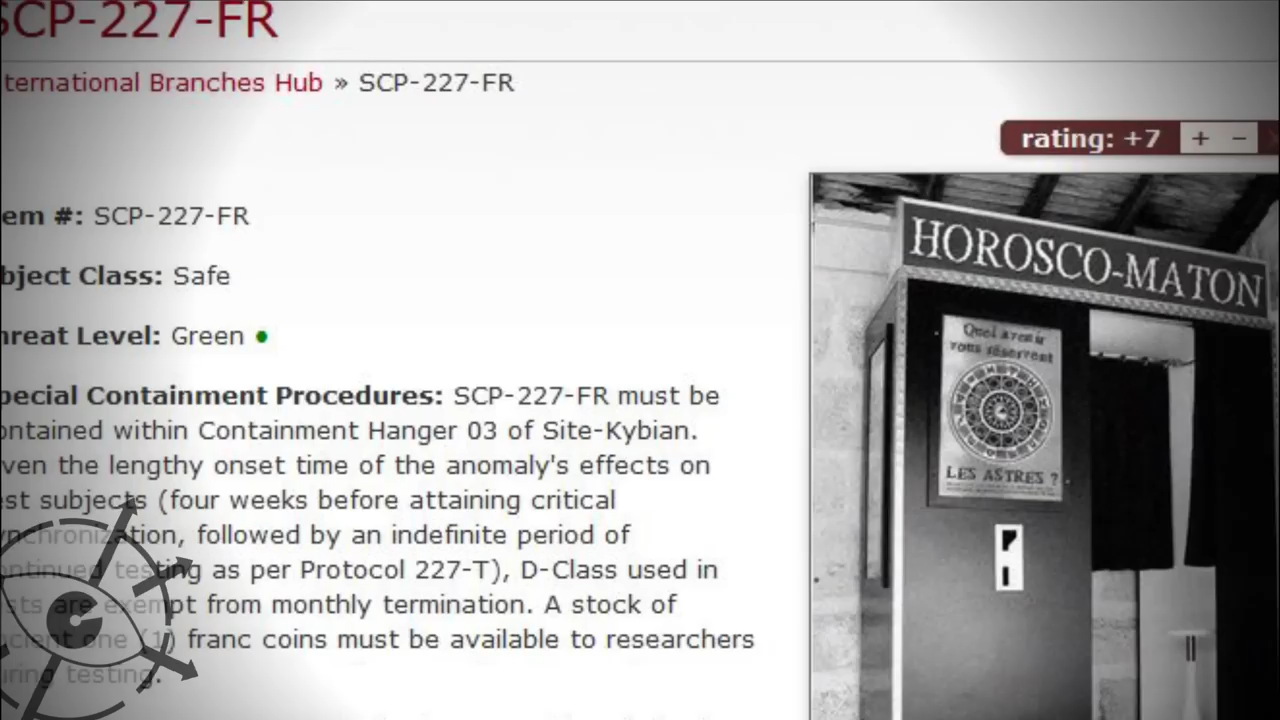 SCP-227-FR
ternational Branches Hub » SCP-227-FR
rating: +7 + −
em #: SCP-227-FR
bject Class: Safe
hreat Level: Green
pecial Containment Procedures: SCP-227-FR must be
ontained within Containment Hanger 03 of Site-Kybian.
ven the lengthy onset time of the anomaly's effects on
est subjects (four weeks before attaining critical
ynchronization, followed by an indefinite period of
ontinued testing as per Protocol 227-T), D-Class used in
sts are exempt from monthly termination. A stock of
ncient one (1) franc coins must be available to researchers
uring testing.
HOROSCO-MATON
Quel avenir
vous réservent
LES ASTRES ?